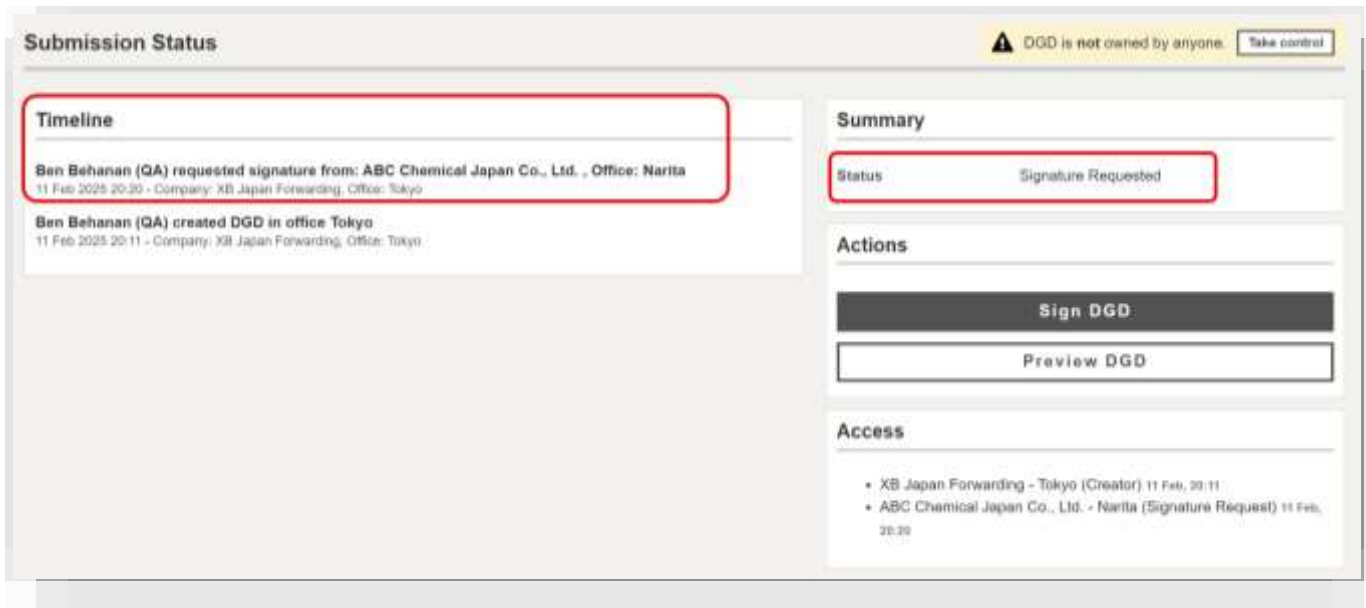 Submission Status
DGD is not owned by anyone. Take control
Timeline
Ben Behanan (QA) requested signature from: ABC Chemical Japan Co., Ltd. , Office: Narita
11 Feb 2025 20:20 - Company: XB Japan Forwarding, Office: Tokyo
Ben Behanan (QA) created DGD in office Tokyo
11 Feb 2025 20:11 - Company: XB Japan Forwarding, Office: Tokyo
Summary
Status Signature Requested
Actions
Sign DGD
Preview DGD
Access
• XB Japan Forwarding - Tokyo (Creator) 11 Feb, 20:11
• ABC Chemical Japan Co., Ltd. - Narita (Signature Request) 11 Feb,
20:20